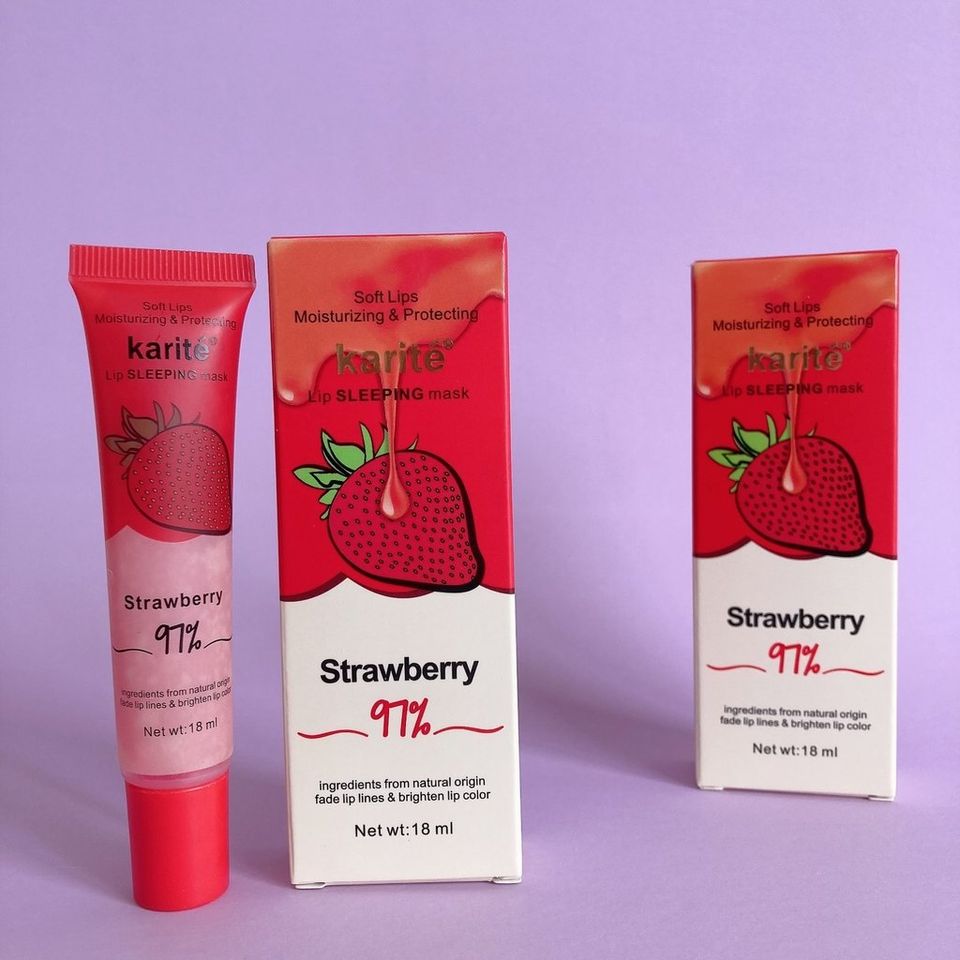 Soft Lips
Moisturizing & Protecting
karité®
Lip SLEEPING mask
Strawberry
97%
ingredients from natural origin
fade lip lines & brighten lip color
Net wt:18 ml
Soft Lips
Moisturizing & Protecting
karité®
Lip SLEEPING mask
Strawberry
97%
ingredients from natural origin
fade lip lines & brighten lip color
Net wt:18 ml
Soft Lips
Moisturizing & Protecting
karité®
Lip SLEEPING mask
Strawberry
97%
ingredients from natural origin
fade lip lines & brighten lip color
Net wt:18 ml